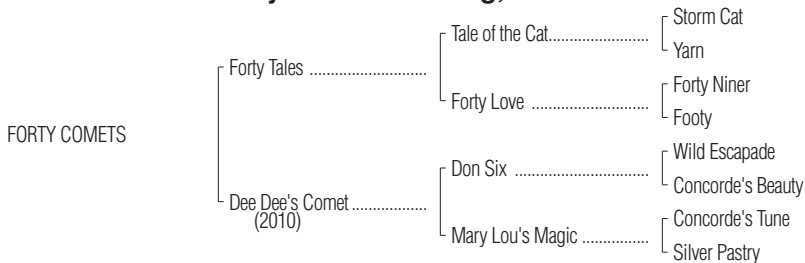 Storm Cat
Tale of the Cat..........................
Yarn
Forty Tales ............................
Forty Niner
Forty Love ............................
Footy
FORTY COMETS
Wild Escapade
Don Six ................................
Concorde's Beauty
Dee Dee's Comet ..................
(2010)
Concorde's Tune
Mary Lou's Magic ................
Silver Pastry